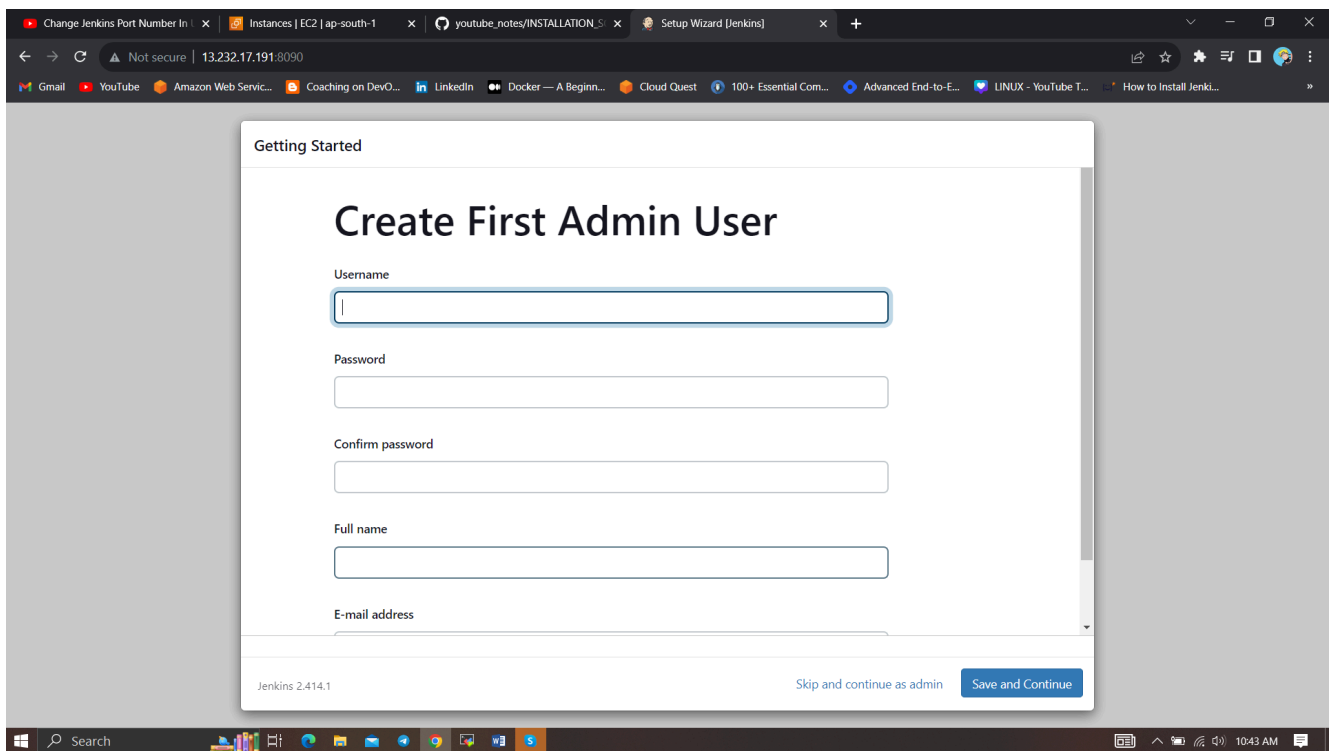 Change Jenkins Port Number In U
Instances | EC2 | ap-south-1
youtube_notes/INSTALLATION_S
Setup Wizard [Jenkins]
Not secure | 13.232.17.191:8090
Gmail
YouTube
Amazon Web Servic...
Coaching on DevO...
LinkedIn
Docker — A Beginn...
Cloud Quest
100+ Essential Com...
Advanced End-to-E...
LINUX - YouTube T...
How to Install Jenki...
»
Getting Started
Create First Admin User
Username
Password
Confirm password
Full name
E-mail address
Jenkins 2.414.1
Skip and continue as admin
Save and Continue
Search
10:43 AM